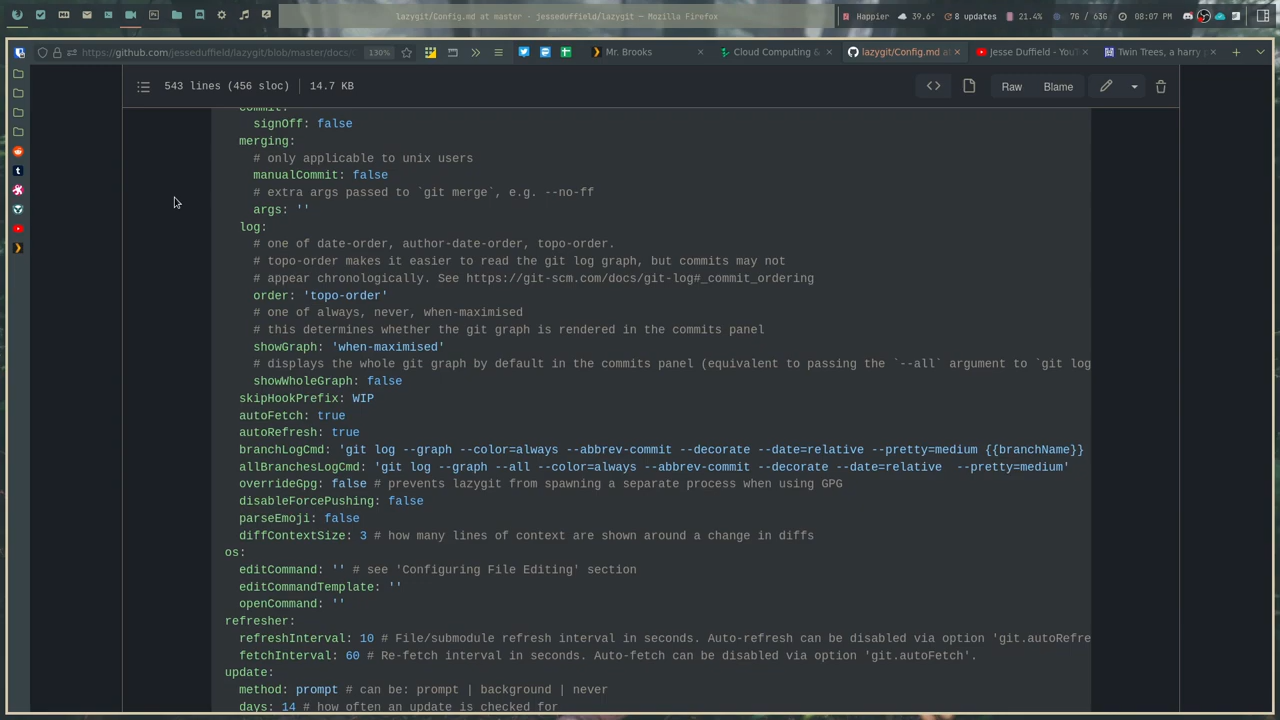 lazygit/Config.md at master - jesseduffield/lazygit — Mozilla Firefox
Happier
39.6°
8 updates
21.4%
76 / 63G
08:07 PM
https://github.com/jesseduffield/lazygit/blob/master/docs/
130%
Mr. Brooks
Cloud Computing &
lazygit/Config.md a
Jesse Duffield - You
Twin Trees, a harry p
543 lines (456 sloc)
14.7 KB
Raw
Blame
commit:
signOff: false
merging:
# only applicable to unix users
manualCommit: false
# extra args passed to `git merge`, e.g. --no-ff
args: ''
log:
# one of date-order, author-date-order, topo-order.
# topo-order makes it easier to read the git log graph, but commits may not
# appear chronologically. See https://git-scm.com/docs/git-log#_commit_ordering
order: 'topo-order'
# one of always, never, when-maximised
# this determines whether the git graph is rendered in the commits panel
showGraph: 'when-maximised'
# displays the whole git graph by default in the commits panel (equivalent to passing the `--all` argument to `git log
showWholeGraph: false
skipHookPrefix: WIP
autoFetch: true
autoRefresh: true
branchLogCmd: 'git log --graph --color=always --abbrev-commit --decorate --date=relative --pretty=medium {{branchName}}
allBranchesLogCmd: 'git log --graph --all --color=always --abbrev-commit --decorate --date=relative  --pretty=medium'
overrideGpg: false # prevents lazygit from spawning a separate process when using GPG
disableForcePushing: false
parseEmoji: false
diffContextSize: 3 # how many lines of context are shown around a change in diffs
os:
editCommand: '' # see 'Configuring File Editing' section
editCommandTemplate: ''
openCommand: ''
refresher:
refreshInterval: 10 # File/submodule refresh interval in seconds. Auto-refresh can be disabled via option 'git.autoRefre
fetchInterval: 60 # Re-fetch interval in seconds. Auto-fetch can be disabled via option 'git.autoFetch'.
update:
method: prompt # can be: prompt | background | never
days: 14 # how often an update is checked for